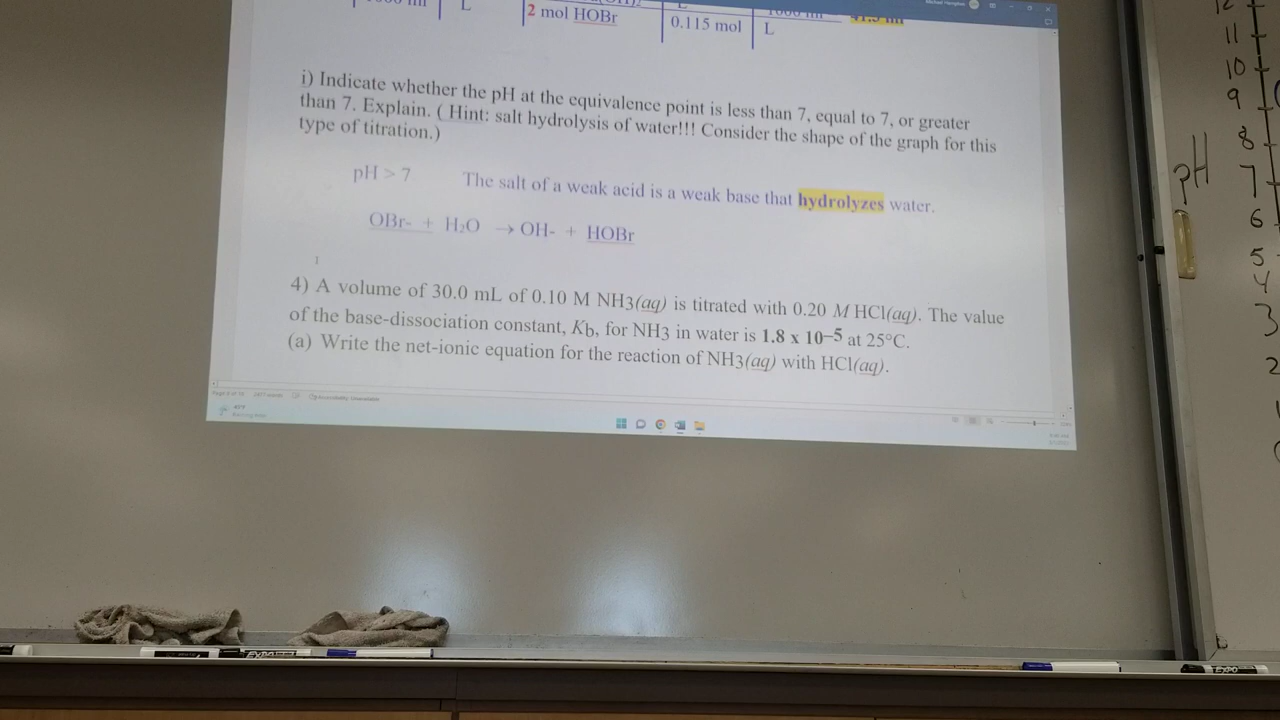 L
2 mol HOBr
0.115 mol
L
i) Indicate whether the pH at the equivalence point is less than 7, equal to 7, or greater
than 7. Explain. ( Hint: salt hydrolysis of water!!! Consider the shape of the graph for this
type of titration.)
pH > 7 The salt of a weak acid is a weak base that hydrolyzes water.
OBr- + H₂O → OH- + HOBr
1
4) A volume of 30.0 mL of 0.10 M NH3(aq) is titrated with 0.20 M HCl(aq). The value
of the base-dissociation constant, Kb, for NH3 in water is 1.8 x 10–5 at 25°C.
(a) Write the net-ionic equation for the reaction of NH3(aq) with HCl(aq).
12
11
10
9
8
pH
7
6
5
4
3
2
EXPO
EXPO